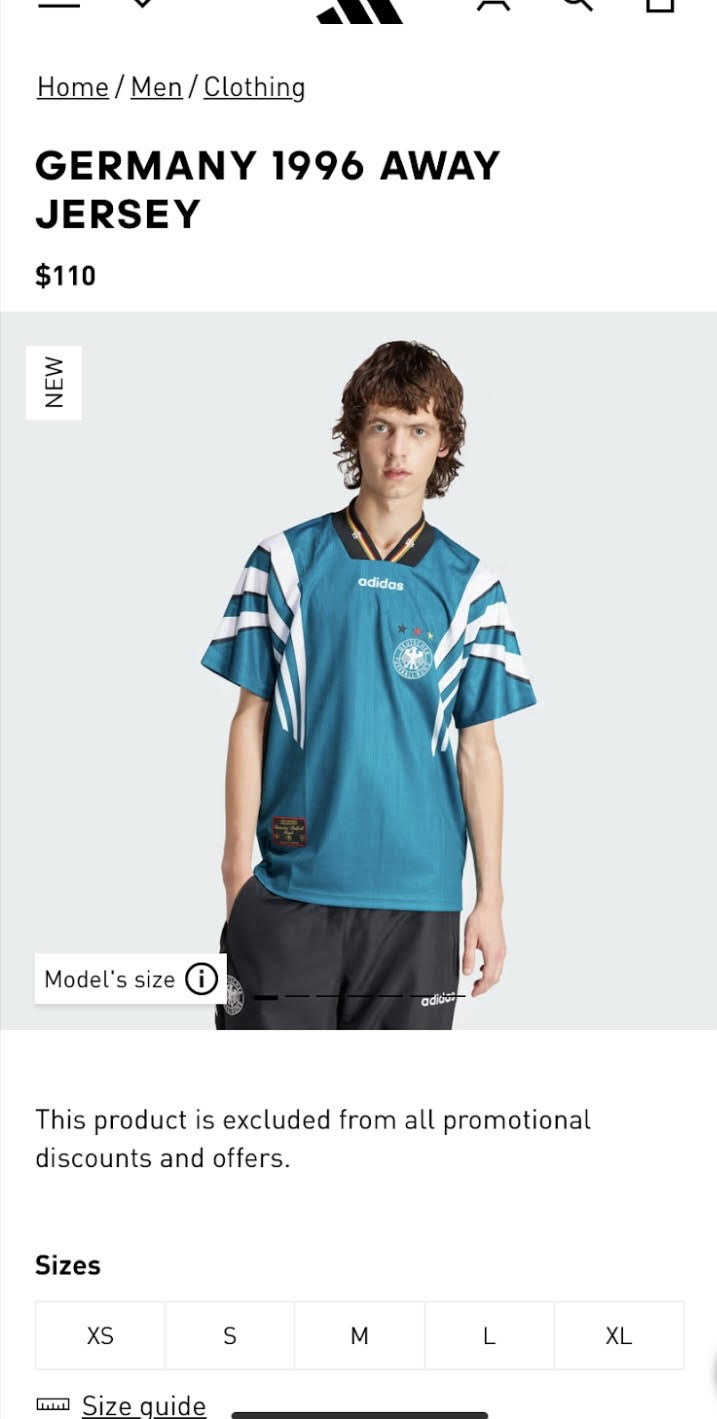 Home / Men / Clothing
GERMANY 1996 AWAY
JERSEY
$110
NEW
adidas
Model's size
adidas
This product is excluded from all promotional
discounts and offers.
Sizes
XS S M L XL
Size guide